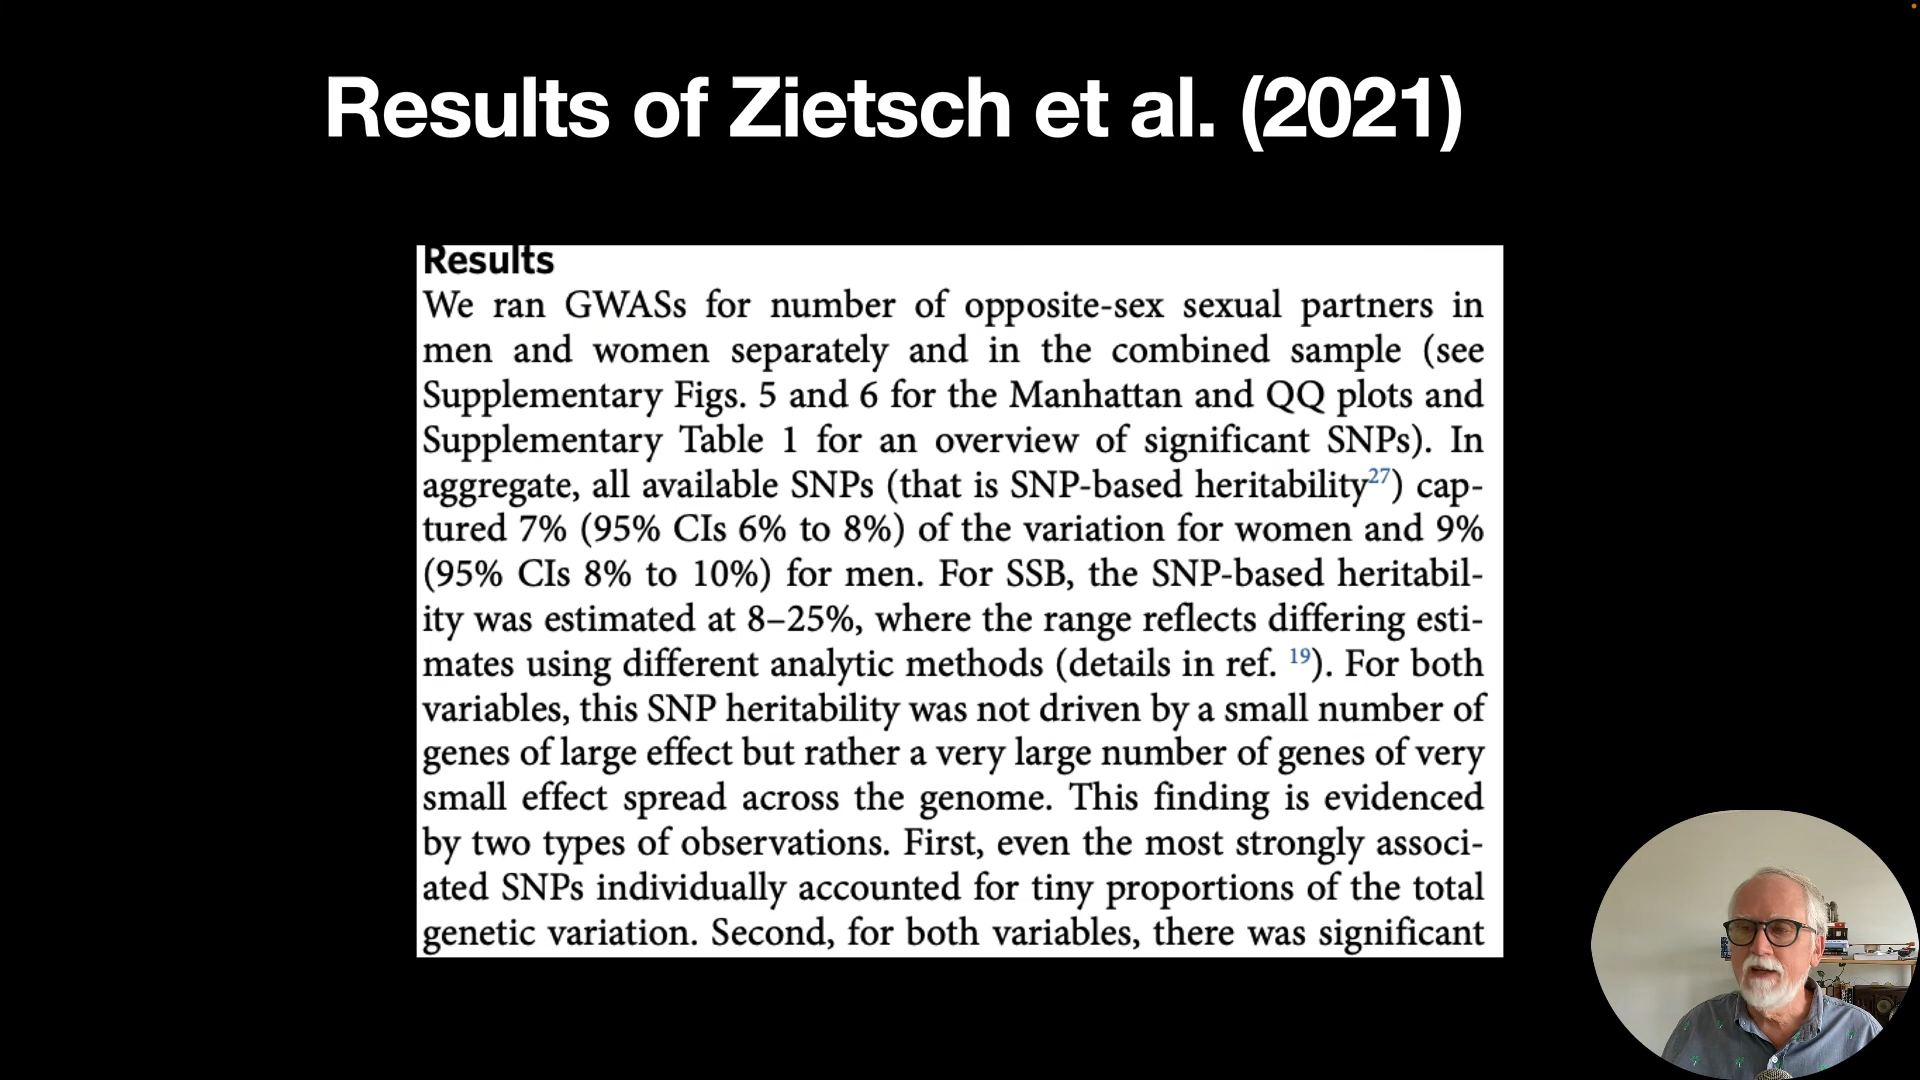 Results of Zietsch et al. (2021)
Results
We ran GWASs for number of opposite-sex sexual partners in
men and women separately and in the combined sample (see
Supplementary Figs. 5 and 6 for the Manhattan and QQ plots and
Supplementary Table 1 for an overview of significant SNPs). In
aggregate, all available SNPs (that is SNP-based heritability27) cap-
tured 7% (95% CIs 6% to 8%) of the variation for women and 9%
(95% CIs 8% to 10%) for men. For SSB, the SNP-based heritabil-
ity was estimated at 8–25%, where the range reflects differing esti-
mates using different analytic methods (details in ref. 19). For both
variables, this SNP heritability was not driven by a small number of
genes of large effect but rather a very large number of genes of very
small effect spread across the genome. This finding is evidenced
by two types of observations. First, even the most strongly associ-
ated SNPs individually accounted for tiny proportions of the total
genetic variation. Second, for both variables, there was significant